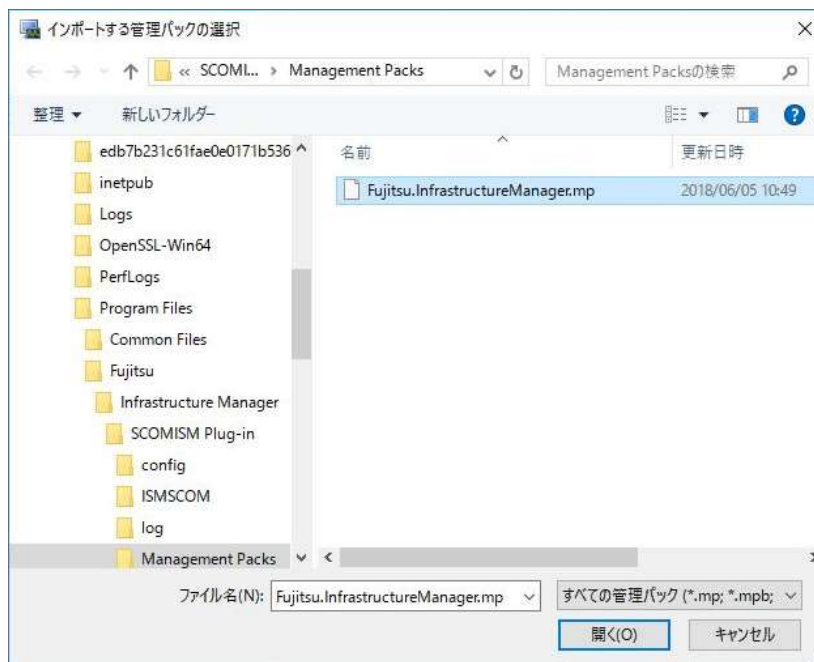 インポートする管理パックの選択
« SCOMI... > Management Packs
Management Packsの検索
整理
新しいフォルダー
edb7b231c61fae0e0171b536
inetpub
Logs
OpenSSL-Win64
PerfLogs
Program Files
Common Files
Fujitsu
Infrastructure Manager
SCOMISM Plug-in
config
ISMSCOM
log
Management Packs
名前
更新日時
Fujitsu.InfrastructureManager.mp
2018/06/05 10:49
ファイル名(N):
Fujitsu.InfrastructureManager.mp
すべての管理パック (*.mp; *.mpb;
開く(O)
キャンセル